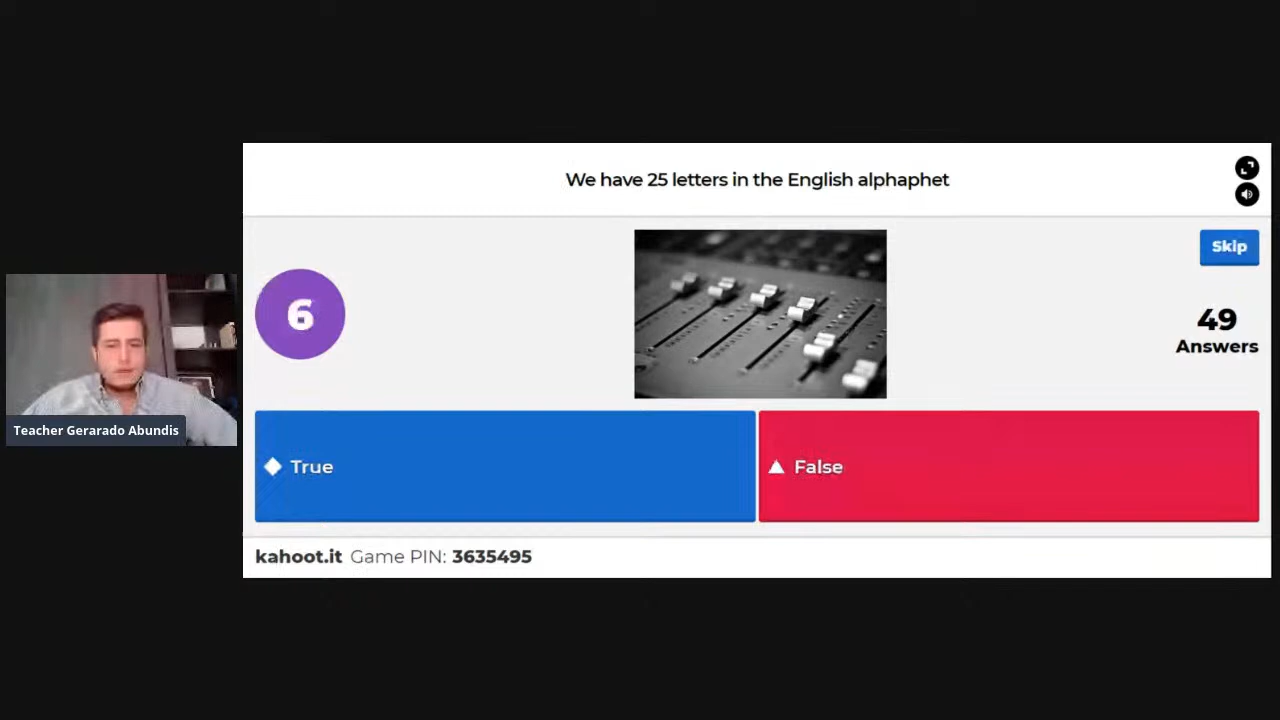 We have 25 letters in the English alphaphet
Skip
6
49
Answers
Teacher Gerarado Abundis
True
False
kahoot.it Game PIN: 3635495